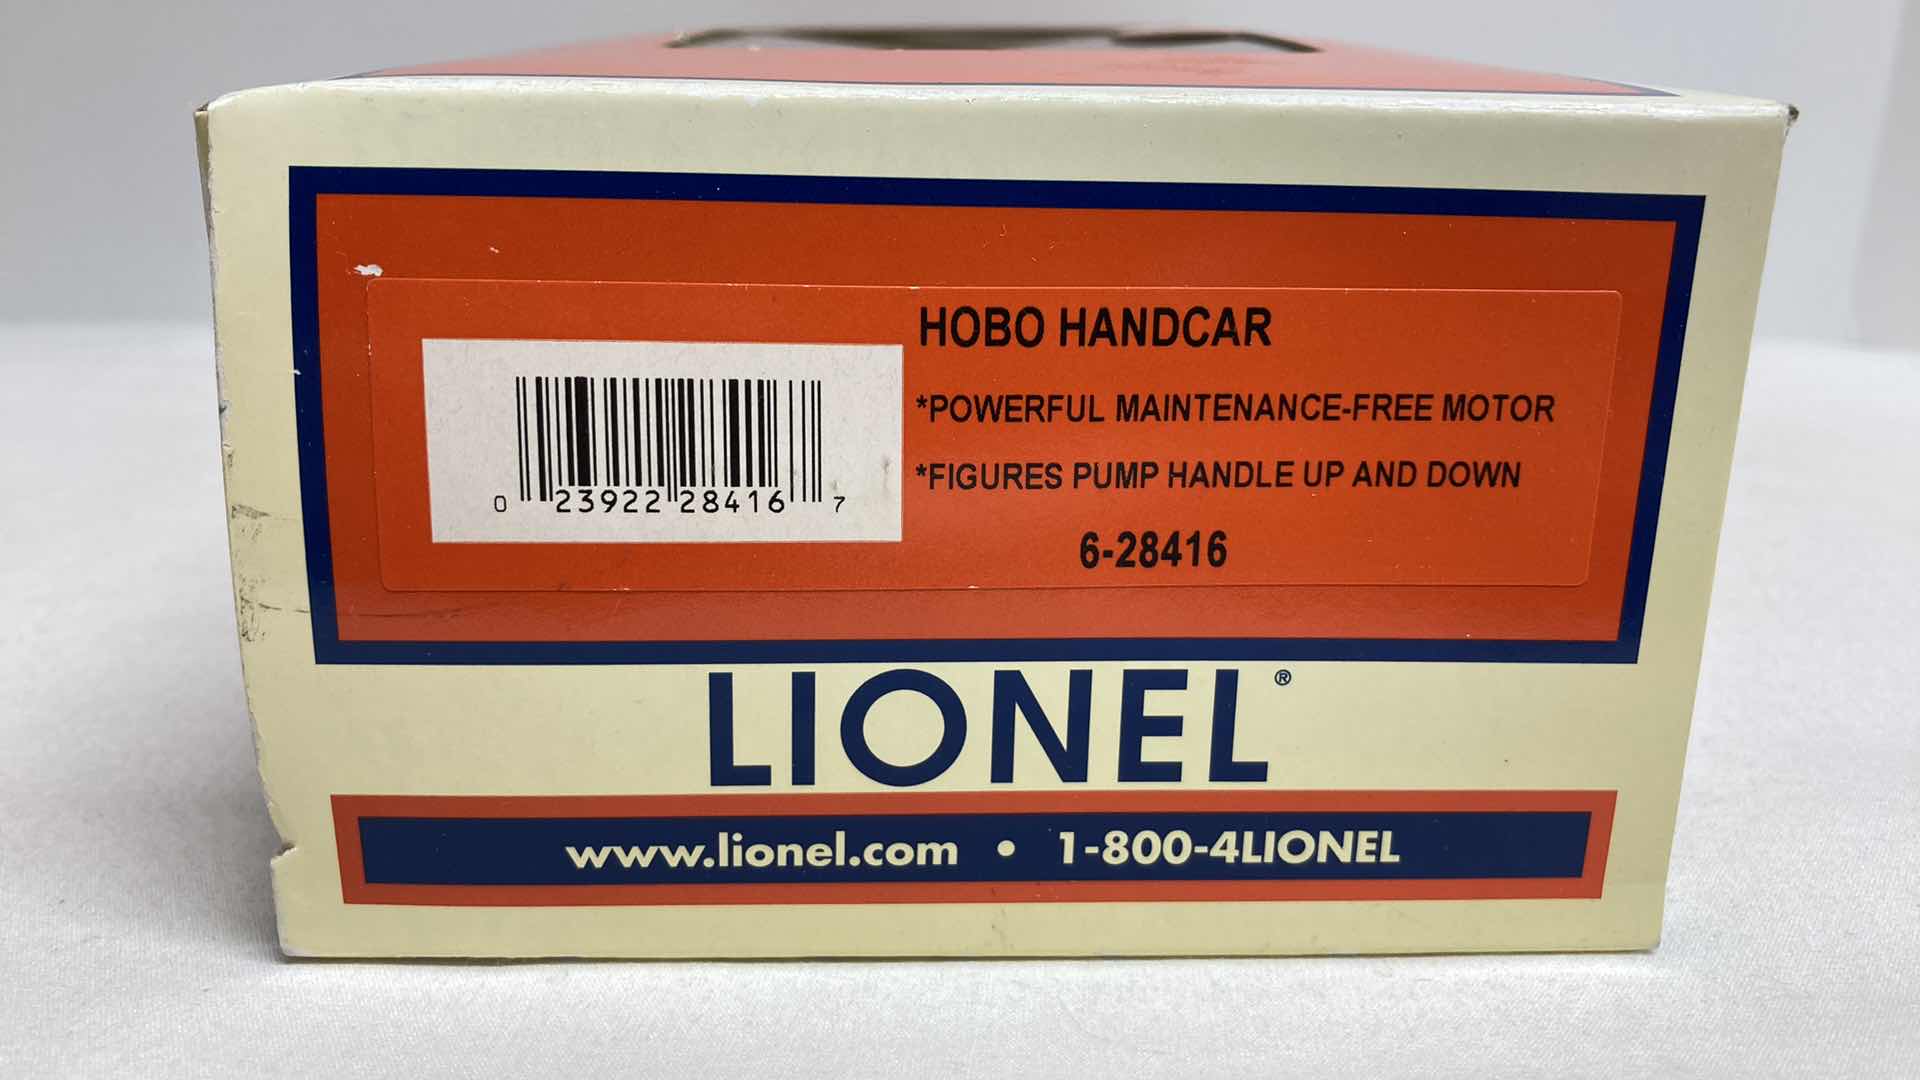 HOBO HANDCAR
*POWERFUL MAINTENANCE-FREE MOTOR
*FIGURES PUMP HANDLE UP AND DOWN
0 23922 28416 7
6-28416
LIONEL®
www.lionel.com • 1-800-4LIONEL